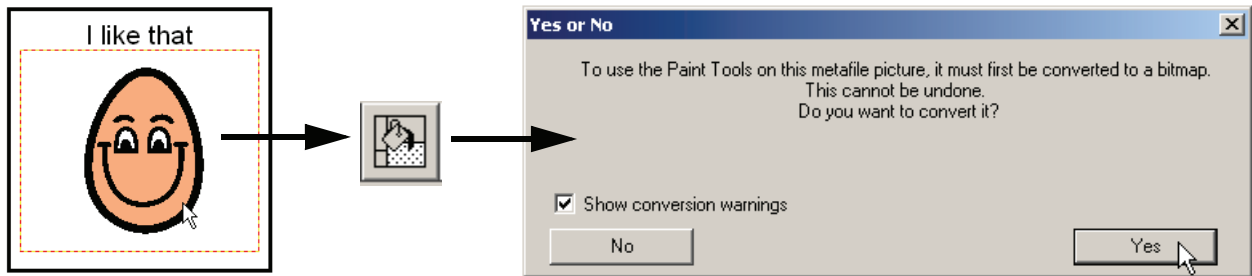 I like that
Yes or No
To use the Paint Tools on this metafile picture, it must first be converted to a bitmap.
This cannot be undone.
Do you want to convert it?
Show conversion warnings
No
Yes